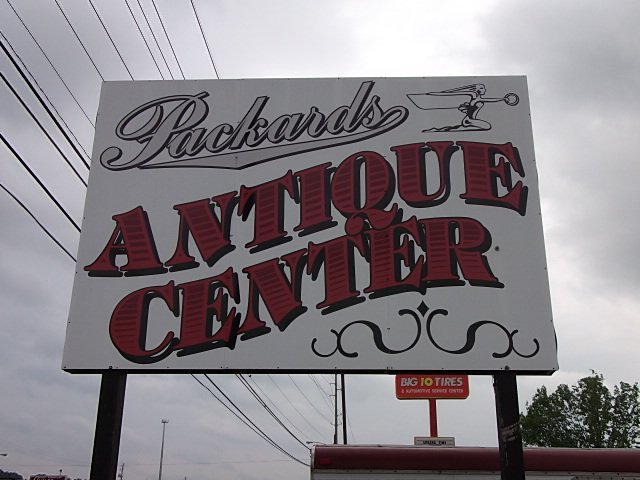 Packards
ANTIQUE
CENTER
BIG 10 TIRES
& AUTOMOTIVE SERVICE CENTER